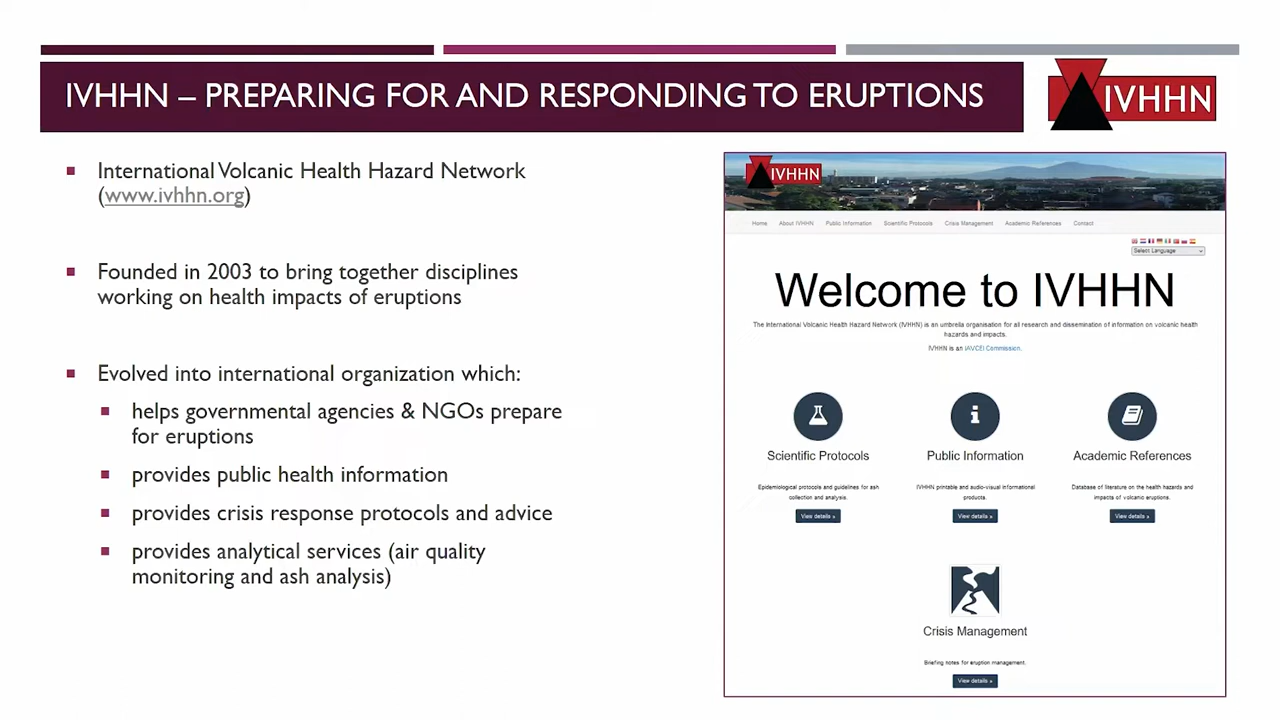 IVHHN – PREPARING FOR AND RESPONDING TO ERUPTIONS
IVHHN
International Volcanic Health Hazard Network
(www.ivhhn.org)
Founded in 2003 to bring together disciplines
working on health impacts of eruptions
Evolved into international organization which:
helps governmental agencies & NGOs prepare
for eruptions
provides public health information
provides crisis response protocols and advice
provides analytical services (air quality
monitoring and ash analysis)
IVHHN
Home About IVHHN Public Information Scientific Protocols Crisis Management Academic References Contact
Select Language
Welcome to IVHHN
The International Volcanic Health Hazard Network (IVHHN) is an umbrella organisation for all research and dissemination of information on volcanic health
hazards and impacts.
IVHHN is an IAVCEI Commission.
Scientific Protocols
Epidemiological protocols and guidelines for ash
collection and analysis.
View details »
Public Information
IVHHN printable and audio-visual informational
products.
View details »
Academic References
Database of literature on the health hazards and
impacts of volcanic eruptions.
View details »
Crisis Management
Briefing notes for eruption management.
View details »